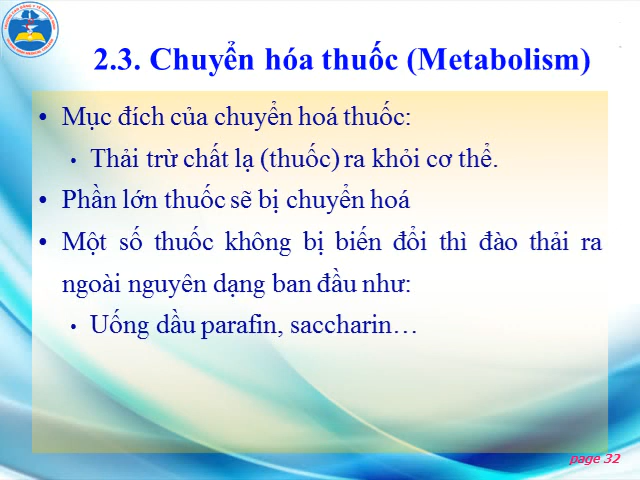 2.3. Chuyển hóa thuốc (Metabolism)
• Mục đích của chuyển hoá thuốc:
• Thải trừ chất lạ (thuốc) ra khỏi cơ thể.
• Phần lớn thuốc sẽ bị chuyển hoá
• Một số thuốc không bị biến đổi thì đào thải ra
ngoài nguyên dạng ban đầu như:
• Uống dầu parafin, saccharin…
page 32